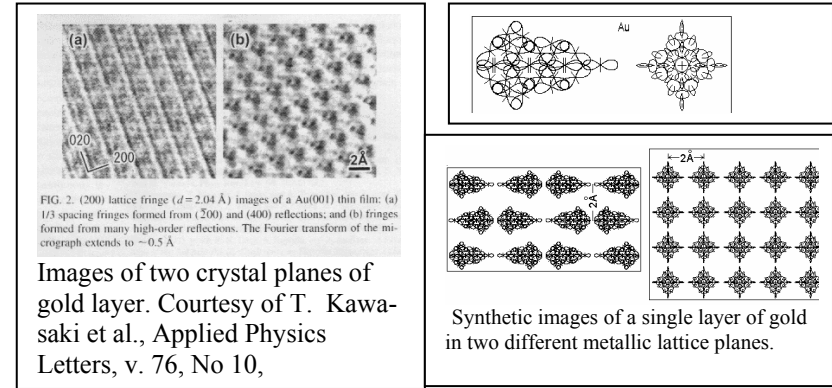 (a)
(b)
020
200
2Å
FIG. 2. (200) lattice fringe (d=2.04 Å) images of a Au(001) thin film: (a)
1/3 spacing fringes formed from (2̄00) and (400) reflections; and (b) fringes
formed from many high-order reflections. The Fourier transform of the mi-
crograph extends to ~0.5 Å
Images of two crystal planes of
gold layer. Courtesy of T. Kawa-
saki et al., Applied Physics
Letters, v. 76, No 10,
Au
2Å
2Å
Synthetic images of a single layer of gold
in two different metallic lattice planes.